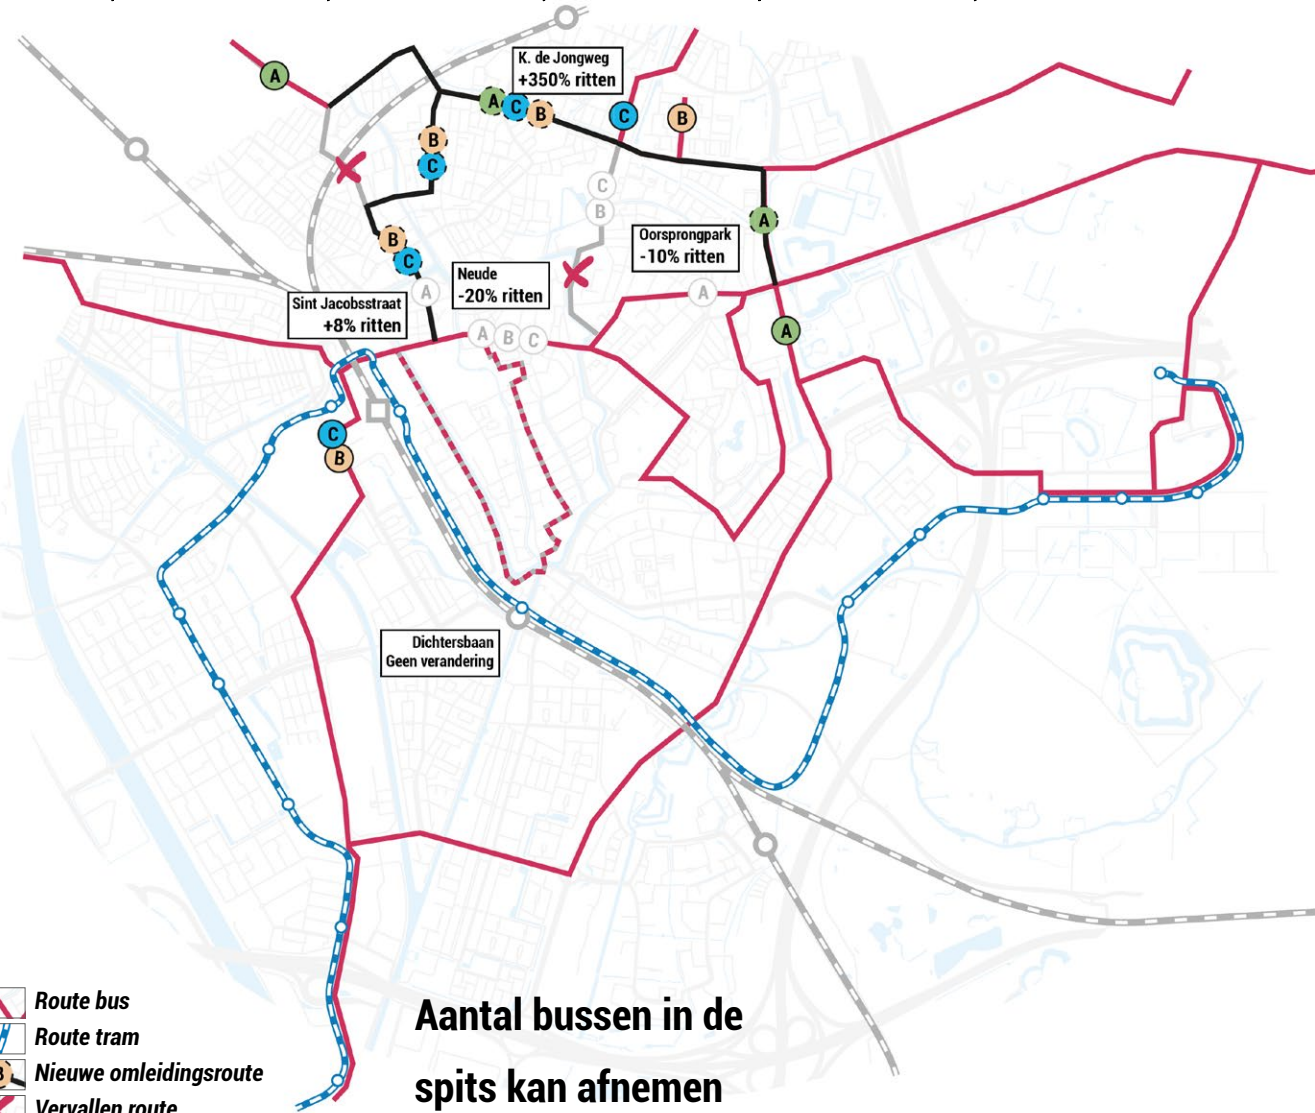 K. de Jongweg
+350% ritten
A
A
C
B
C
B
B
C
C
B
A
Oorsprongpark
-10% ritten
B
C
Neude
-20% ritten
A
A
Sint Jacobsstraat
+8% ritten
A
A
B
C
C
B
Dichtersbaan
Geen verandering
Route bus
Route tram
B
Nieuwe omleidingsroute
Vervallen route
Aantal bussen in de
spits kan afnemen